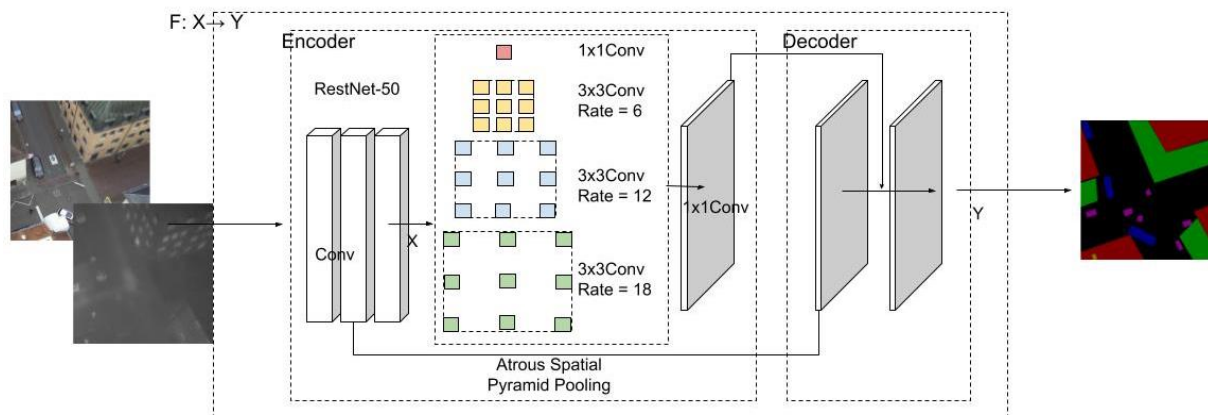 F: X→ Y
Encoder
Decoder
RestNet-50
1x1Conv
3x3Conv
Rate = 6
3x3Conv
Rate = 12
3x3Conv
Rate = 18
Conv
X
1x1Conv
Y
Atrous Spatial
Pyramid Pooling